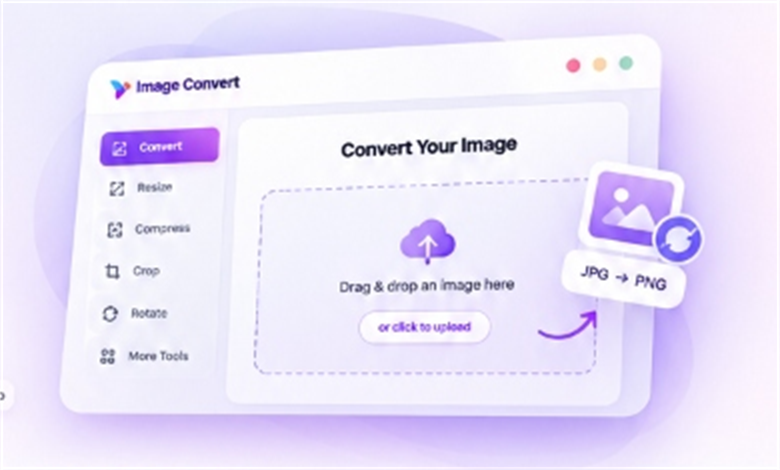 Image Convert
Convert
Resize
Compress
Crop
Rotate
More Tools
Convert Your Image
Drag & drop an image here
or click to upload
JPG → PNG